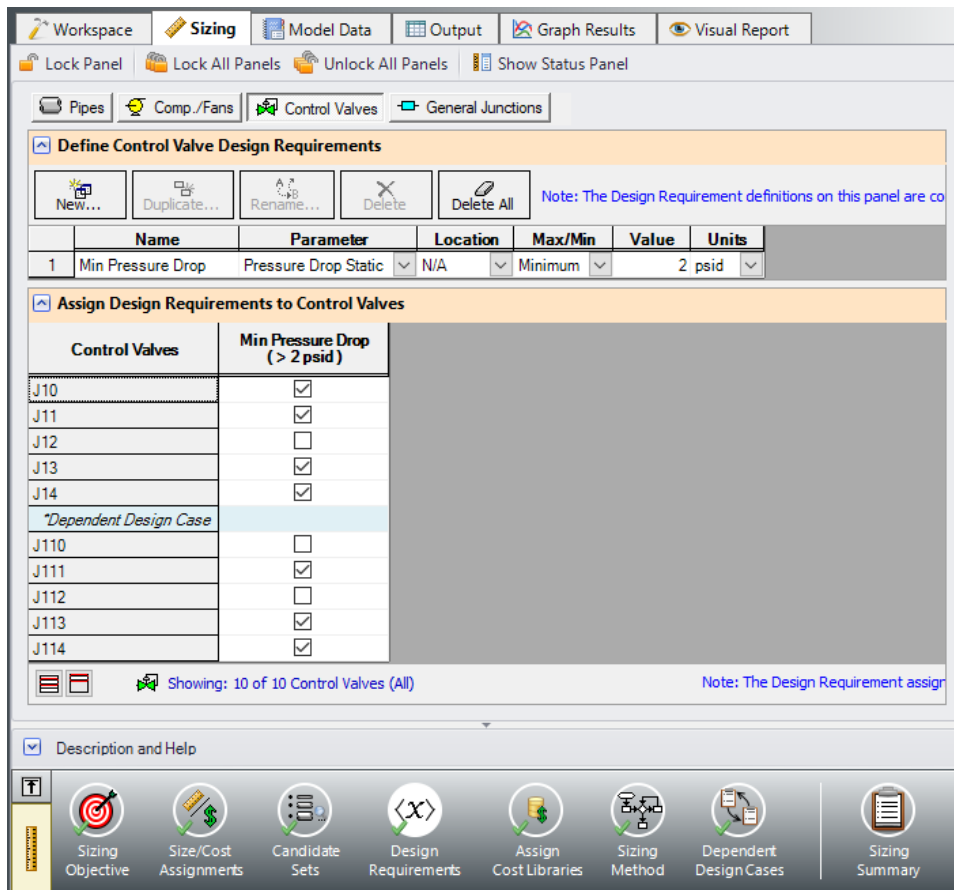 Workspace Sizing Model Data Output Graph Results Visual Report
Lock Panel Lock All Panels Unlock All Panels Show Status Panel
Pipes Comp./Fans Control Valves General Junctions
Define Control Valve Design Requirements
New... Duplicate... Rename... Delete Delete All Note: The Design Requirement definitions on this panel are co
Name Parameter Location Max/Min Value Units
1 Min Pressure Drop Pressure Drop Static N/A Minimum 2 psid
Assign Design Requirements to Control Valves
Control Valves Min Pressure Drop
( > 2 psid )
J10
J11
J12
J13
J14
*Dependent Design Case
J110
J111
J112
J113
J114
Showing: 10 of 10 Control Valves (All) Note: The Design Requirement assign
Description and Help
Sizing Size/Cost Candidate Design Assign Sizing Dependent Sizing
Objective Assignments Sets Requirements Cost Libraries Method Design Cases Summary